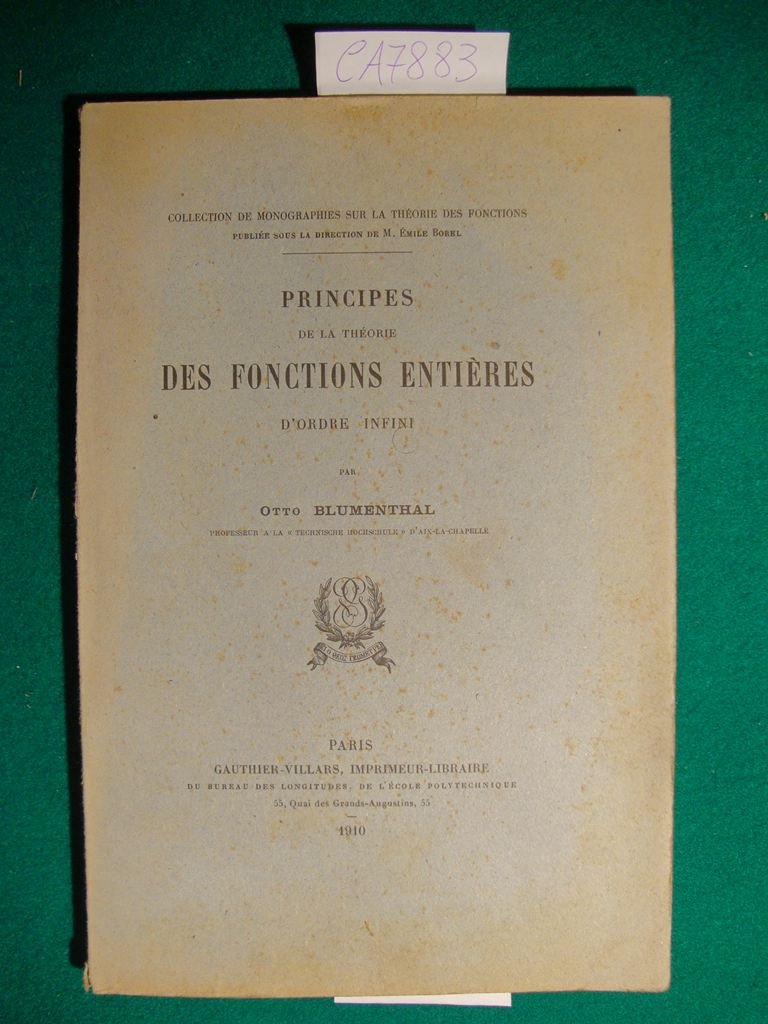 CA7883
COLLECTION DE MONOGRAPHIES SUR LA THÉORIE DES FONCTIONS
PUBLIÉE SOUS LA DIRECTION DE M. ÉMILE BOREL
PRINCIPES
DE LA THÉORIE
DES FONCTIONS ENTIÈRES
D'ORDRE INFINI
PAR
OTTO BLUMENTHAL
PROFESSEUR A LA « TECHNISCHE HOCHSCHULE » D'AIX-LA-CHAPELLE
PARIS
GAUTHIER-VILLARS, IMPRIMEUR-LIBRAIRE
DU BUREAU DES LONGITUDES, DE L'ÉCOLE POLYTECHNIQUE
55, Quai des Grands-Augustins, 55
1910